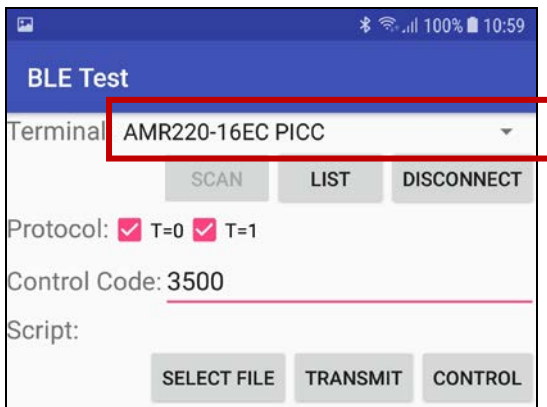 100% 10:59
BLE Test
Terminal: AMR220-16EC PICC
SCAN LIST DISCONNECT
Protocol: T=0 T=1
Control Code: 3500
Script:
SELECT FILE TRANSMIT CONTROL